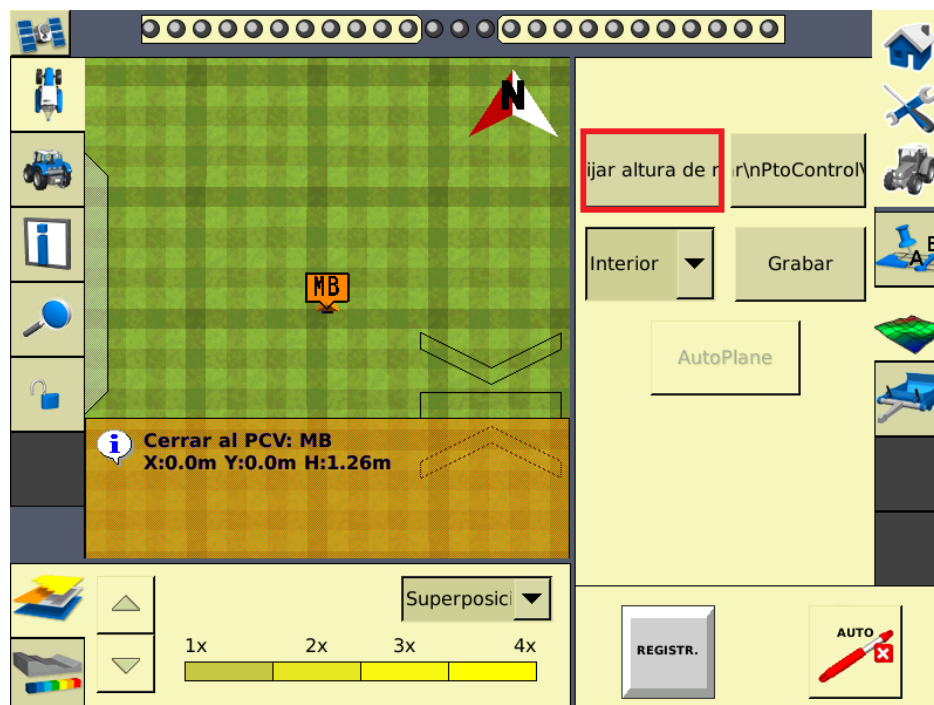 N
ijar altura de r
r\nPtoControl\
Interior
Grabar
A
AutoPlane
MB
Cerrar al PCV: MB
X:0.0m Y:0.0m H:1.26m
Superposici
1x 2x 3x 4x
REGISTR.
AUTO